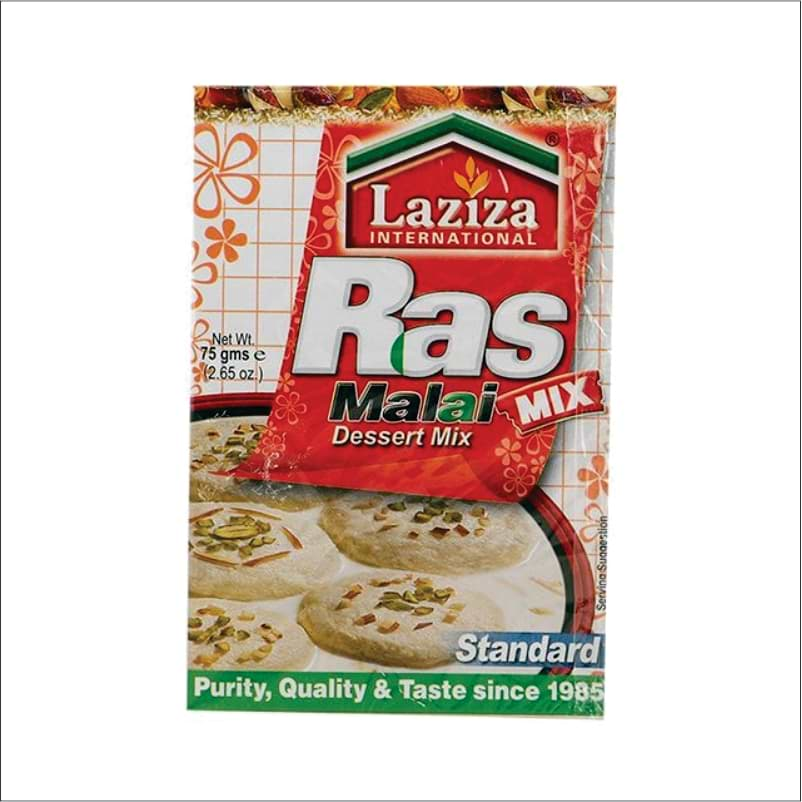 ®
Laziza
INTERNATIONAL
Ras
Malai
MIX
Dessert Mix
Net Wt.
75 gms e
(2.65 oz.)
Serving Suggestion
Standard
Purity, Quality & Taste since 1985